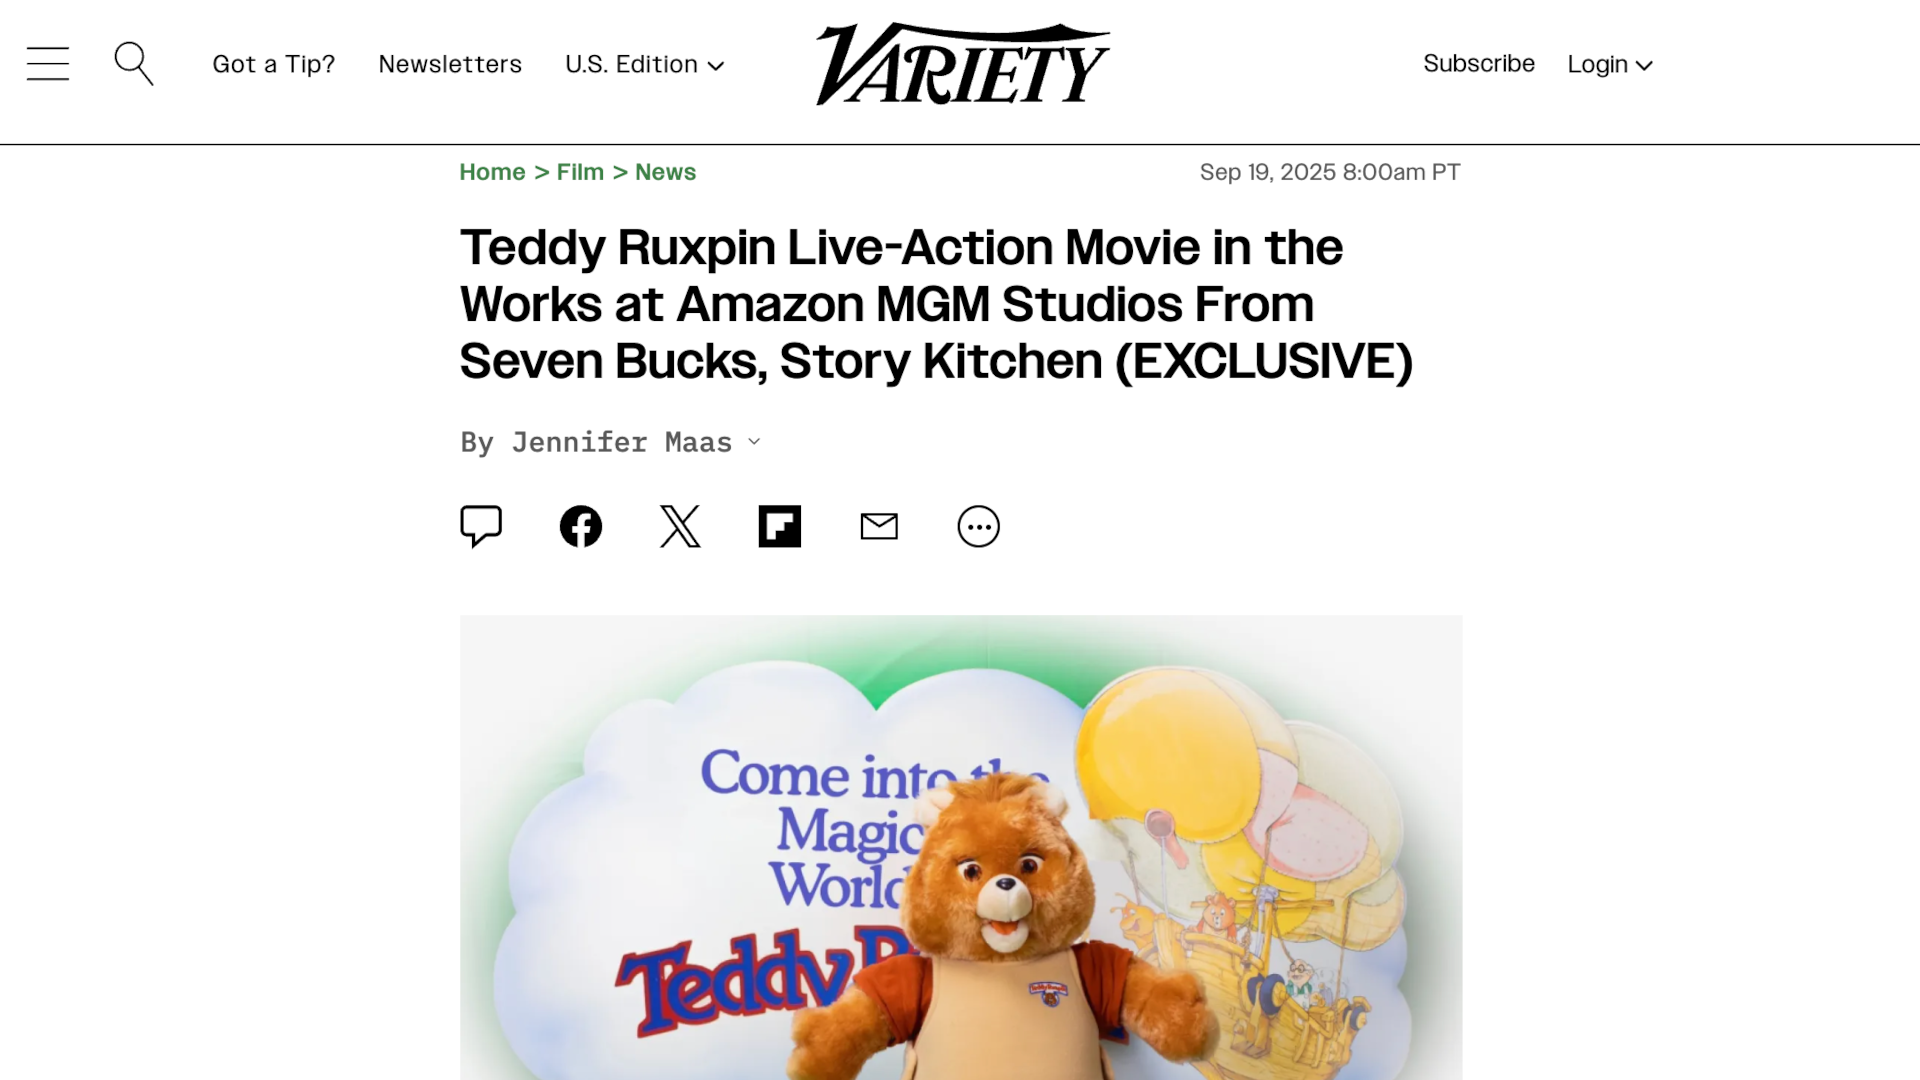 Got a Tip? Newsletters U.S. Edition VARIETY Subscribe Login
Home > Film > News Sep 19, 2025 8:00am PT
Teddy Ruxpin Live-Action Movie in the
Works at Amazon MGM Studios From
Seven Bucks, Story Kitchen (EXCLUSIVE)
By Jennifer Maas
Come into the
Magic
World
Teddy